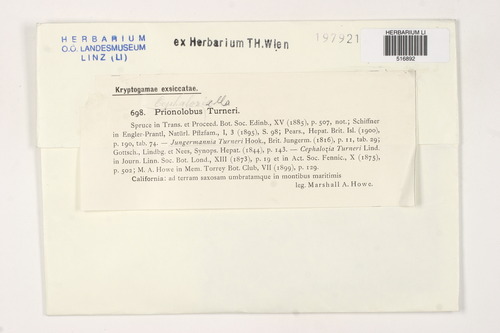 HERBARIUM
O.Ö. LANDESMUSEUM
LINZ (LI)
ex Herbarium TH.Wien
197921
HERBARIUM LI
516892
Kryptogamae exsiccatae.
698. Prionolobus Turneri.
Spruce in Trans. et Proceed. Bot. Soc. Edinb., XV (1885), p. 507, not.; Schiffner
in Engler-Prantl, Natürl. Pflzfam., I, 3 (1895), S. 98; Pears., Hepat. Brit. Isl. (1900),
p. 190, tab. 74. — Jungermannia Turneri Hook., Brit. Jungerm. (1816), p. 11, tab. 29;
Gottsch., Lindbg. et Nees, Synops. Hepat. (1844), p. 143. — Cephalozia Turneri Lind.
in Journ. Linn. Soc. Bot. Lond., XIII (1873), p. 19 et in Act. Soc. Fennic., X (1875),
p. 502; M. A. Howe in Mem. Torrey Bot. Club, VII (1899), p. 129.
California: ad terram saxosam umbratamque in montibus maritimis
leg. Marshall A. Howe.